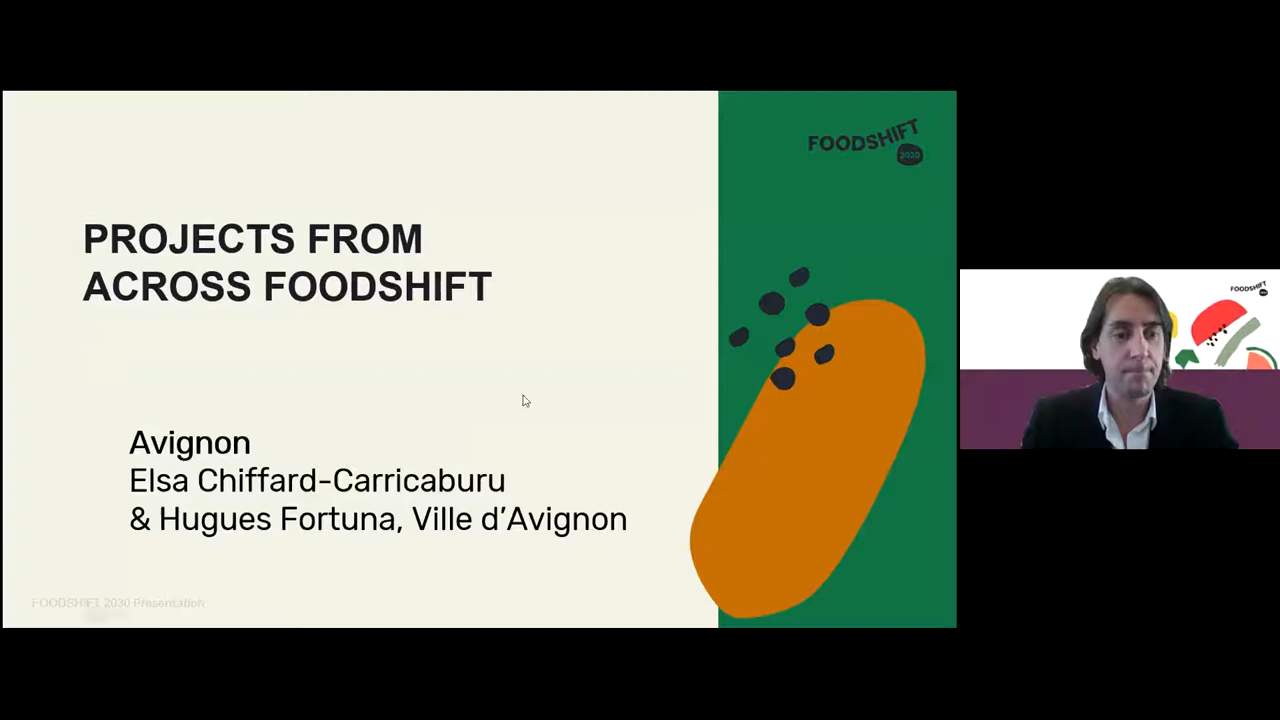 FOODSHIFT
2030
PROJECTS FROM
ACROSS FOODSHIFT
Avignon
Elsa Chiffard-Carricaburu
& Hugues Fortuna, Ville d’Avignon
FOODSHIFT 2030 Presentation
FOODSHIFT